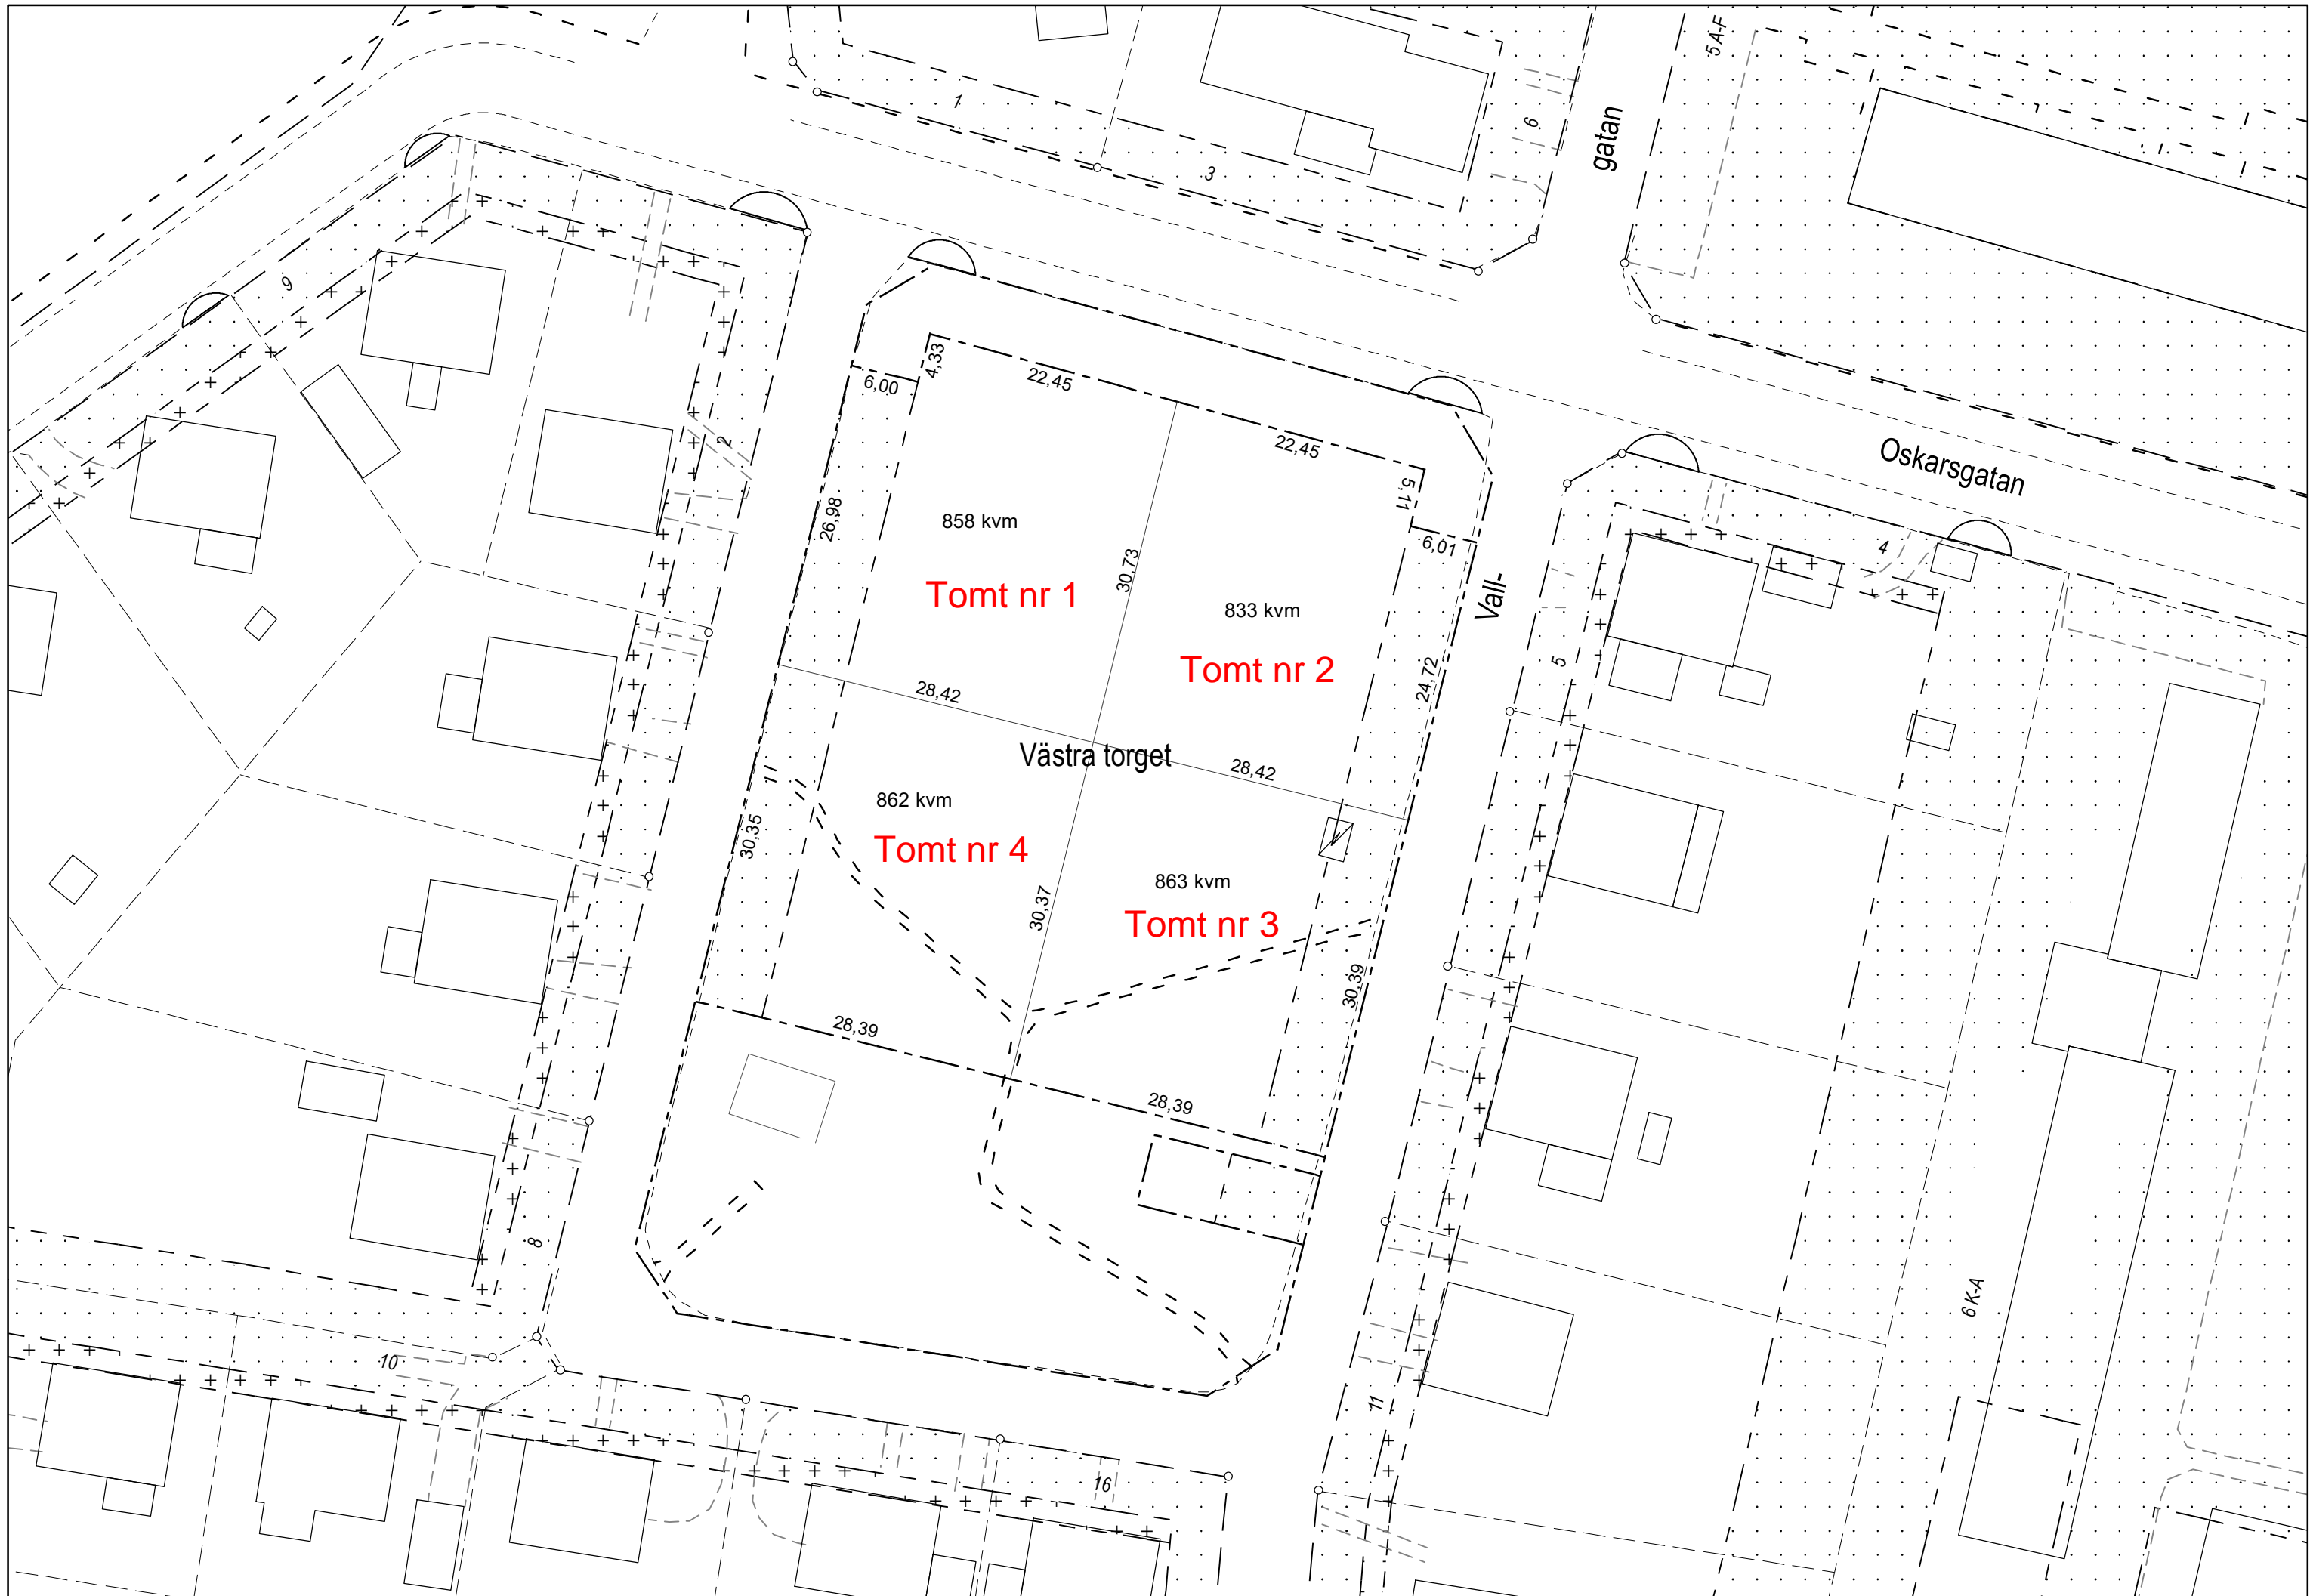 5 A-F
1
6
gatan
3
9
4,33
6,00
22,45
2
22,45
Oskarsgatan
5,11
26,98
858 kvm
6,01
4
30,73
Tomt nr 1
833 kvm
Vall-
5
Tomt nr 2
24,72
28,42
Västra torget
28,42
862 kvm
30,35
Tomt nr 4
863 kvm
30,37
Tomt nr 3
30,39
28,39
28,39
8
6 K-A
10
11
16